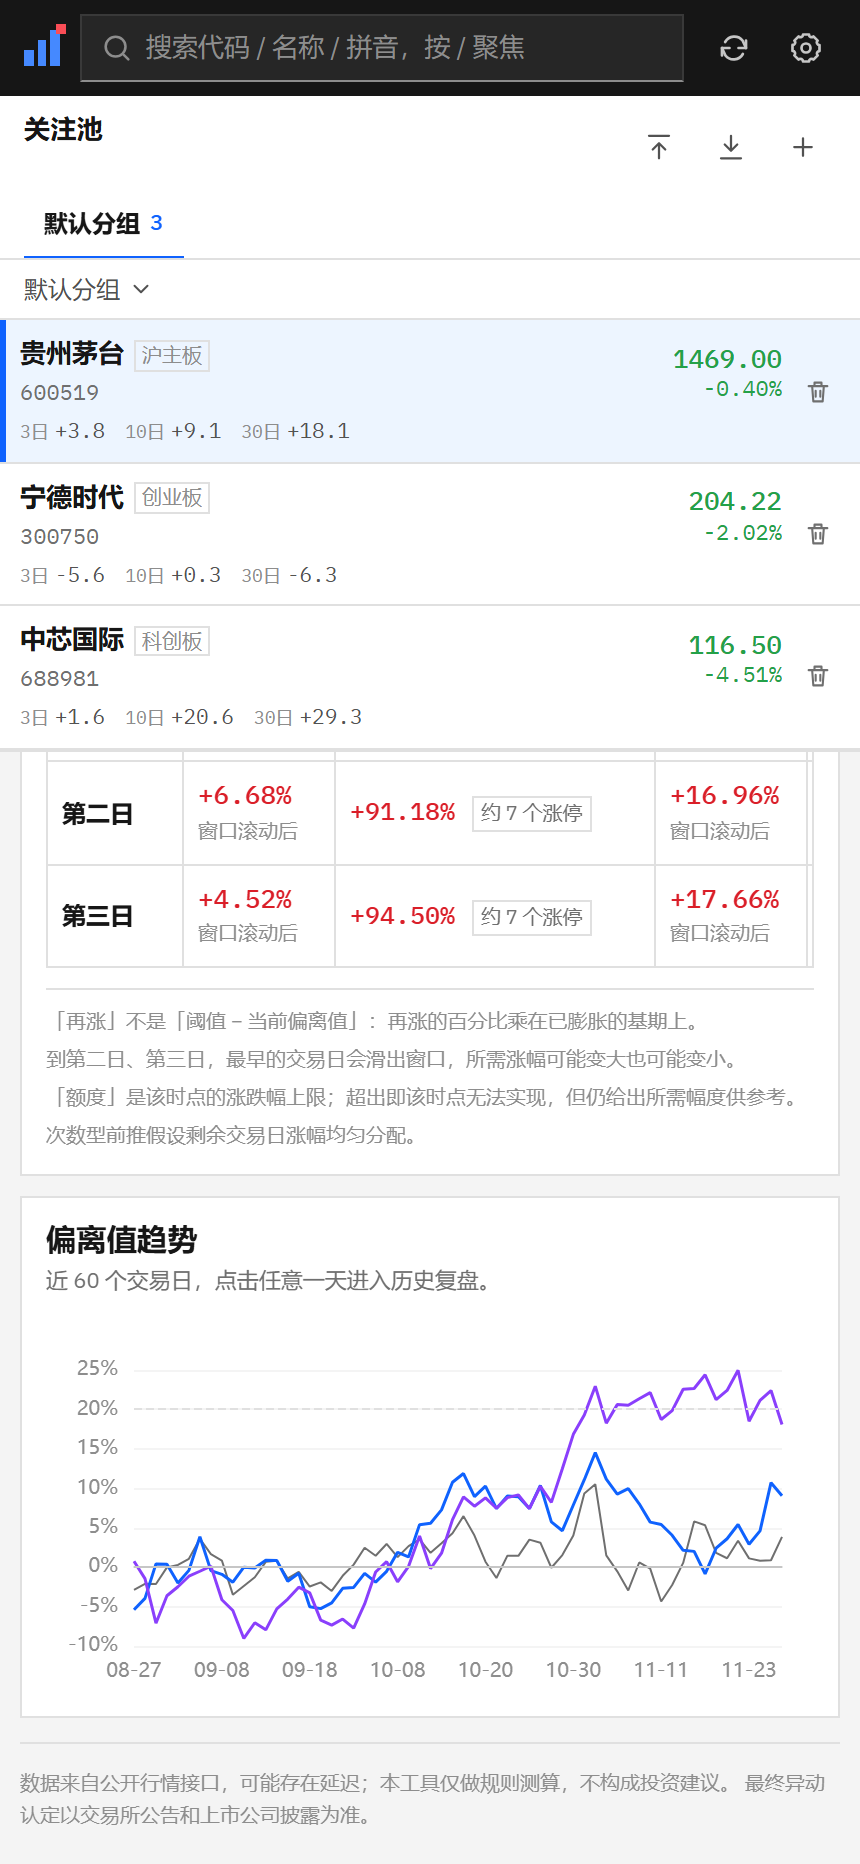 搜索代码 / 名称 / 拼音，按 / 聚焦
关注池
默认分组 3
默认分组
贵州茅台 沪主板
1469.00
600519
-0.40%
3日 +3.8 10日 +9.1 30日 +18.1
宁德时代 创业板
204.22
300750
-2.02%
3日 -5.6 10日 +0.3 30日 -6.3
中芯国际 科创板
116.50
688981
-4.51%
3日 +1.6 10日 +20.6 30日 +29.3
第二日 +6.68% 窗口滚动后 +91.18% 约 7 个涨停 +16.96% 窗口滚动后
第三日 +4.52% 窗口滚动后 +94.50% 约 7 个涨停 +17.66% 窗口滚动后
「再涨」不是「阈值 − 当前偏离值」：再涨的百分比乘在已膨胀的基期上。
到第二日、第三日，最早的交易日会滑出窗口，所需涨幅可能变大也可能变小。
「额度」是该时点的涨跌幅上限；超出即该时点无法实现，但仍给出所需幅度供参考。
次数型前推假设剩余交易日涨幅均匀分配。
偏离值趋势
近 60 个交易日，点击任意一天进入历史复盘。
25%
20%
15%
10%
5%
0%
-5%
-10%
08-27 09-08 09-18 10-08 10-20 10-30 11-11 11-23
数据来自公开行情接口，可能存在延迟；本工具仅做规则测算，不构成投资建议。 最终异动
认定以交易所公告和上市公司披露为准。